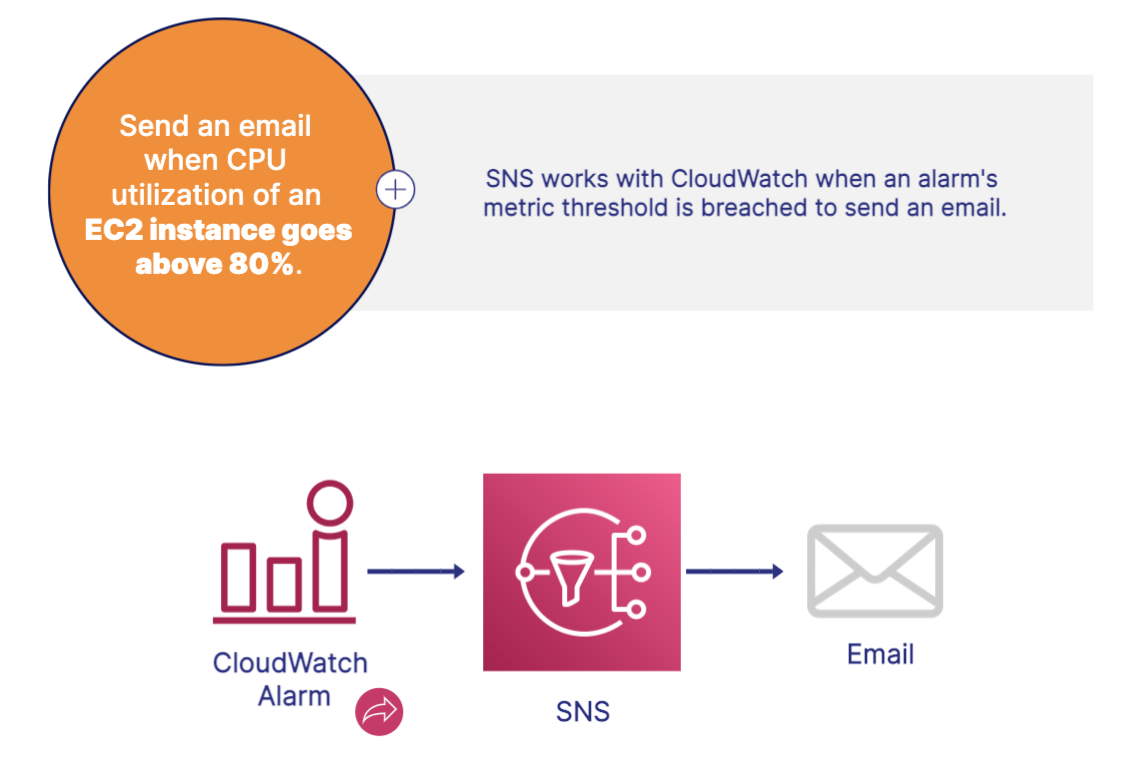 Send an email
when CPU
utilization of an
EC2 instance goes
above 80%.
SNS works with CloudWatch when an alarm's
metric threshold is breached to send an email.
CloudWatch
Alarm
SNS
Email